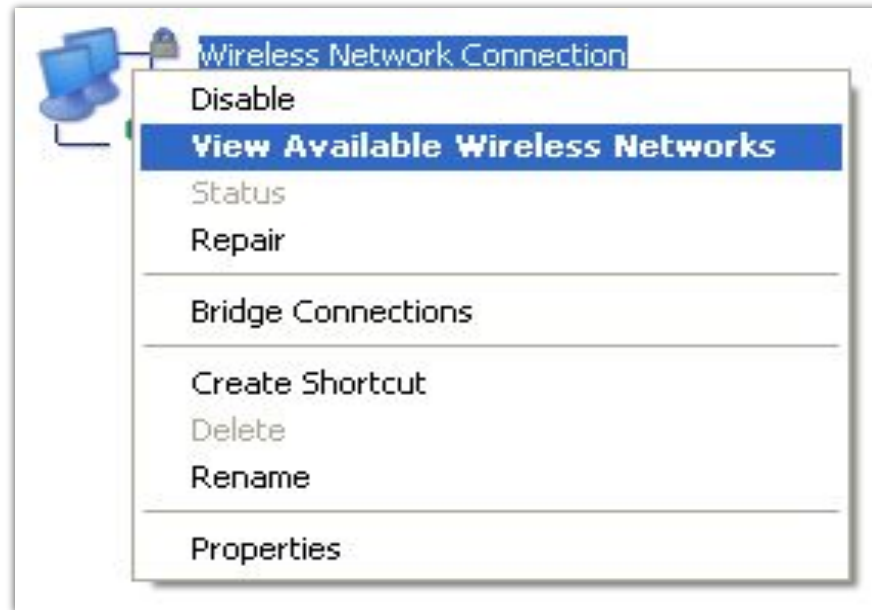 Wireless Network Connection
Disable
View Available Wireless Networks
Status
Repair
Bridge Connections
Create Shortcut
Delete
Rename
Properties